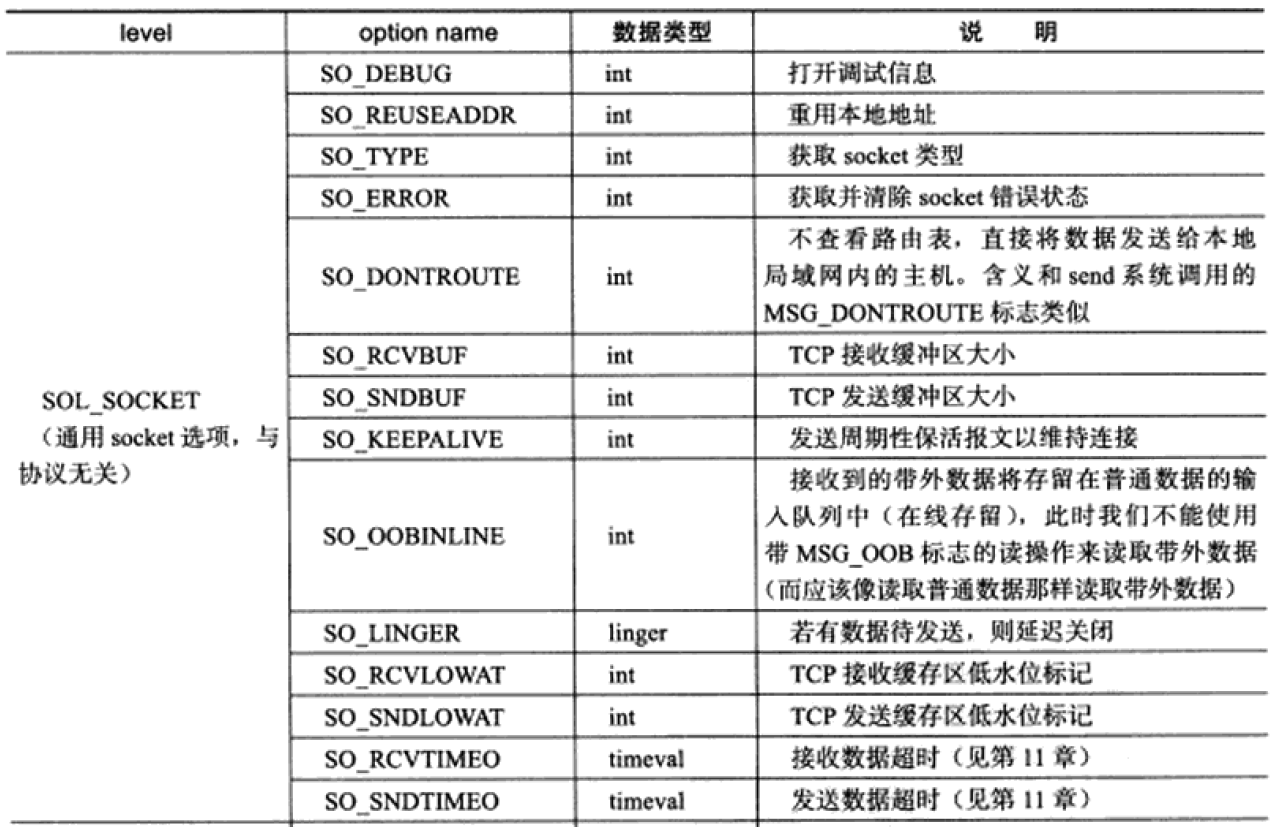 level option name 数据类型 说 明
SO_DEBUG int 打开调试信息
SO_REUSEADDR int 重用本地地址
SO_TYPE int 获取 socket 类型
SO_ERROR int 获取并清除 socket 错误状态
不查看路由表，直接将数据发送给本地
SO_DONTROUTE int 局域网内的主机。含义和 send 系统调用的
MSG_DONTROUTE 标志类似
SO_RCVBUF int TCP 接收缓冲区大小
SOL_SOCKET SO_SNDBUF int TCP 发送缓冲区大小
（通用 socket 选项，与 SO_KEEPALIVE int 发送周期性保活报文以维持连接
协议无关） 接收到的带外数据将存留在普通数据的输
入队列中（在线存留），此时我们不能使用
SO_OOBINLINE int 带 MSG_OOB 标志的读操作来读取带外数据
（而应该像读取普通数据那样读取带外数据）
SO_LINGER linger 若有数据待发送，则延迟关闭
SO_RCVLOWAT int TCP 接收缓存区低水位标记
SO_SNDLOWAT int TCP 发送缓存区低水位标记
SO_RCVTIMEO timeval 接收数据超时（见第 11 章）
SO_SNDTIMEO timeval 发送数据超时（见第 11 章）